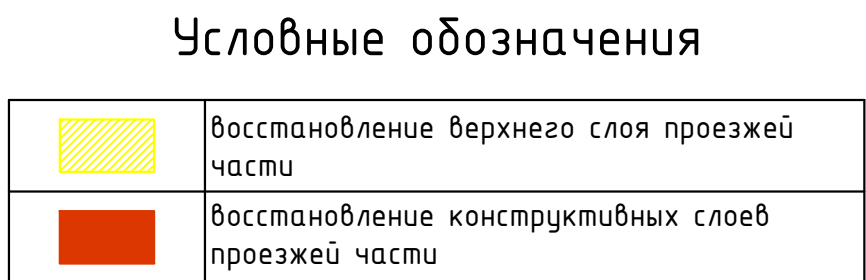 Условные обозначения
восстановление верхнего слоя проезжей
части
восстановление конструктивных слоев
проезжей части